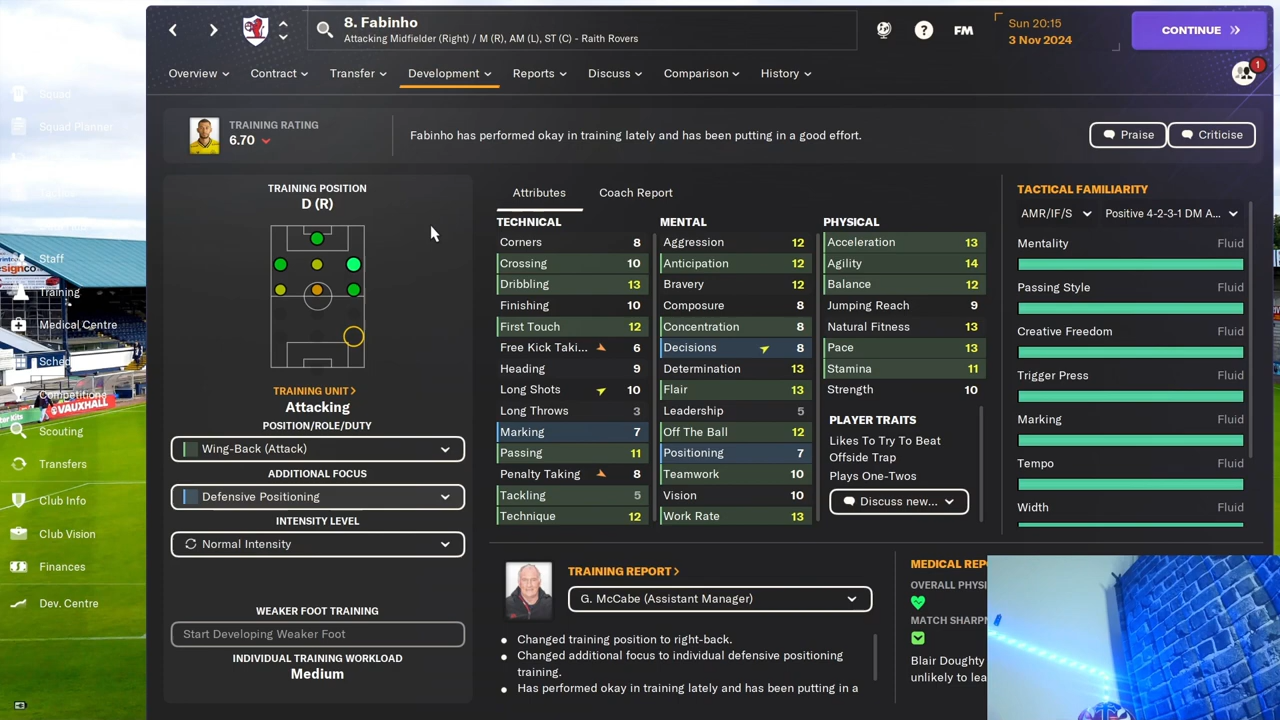 8. Fabinho
Attacking Midfielder (Right) / M (R), AM (L), ST (C) - Raith Rovers
?
FM
Sun 20:15
3 Nov 2024
CONTINUE
Overview
Contract
Transfer
Development
Reports
Discuss
Comparison
History
1
Squad
Squad Planner
Staff
Training
Medical Centre
Sched
Competitions
Scouting
Transfers
Club Info
Club Vision
Finances
Dev. Centre
VAUXHALL
TRAINING RATING
6.70
Fabinho has performed okay in training lately and has been putting in a good effort.
Praise
Criticise
TRAINING POSITION
D (R)
TRAINING UNIT>
Attacking
POSITION/ROLE/DUTY
Wing-Back (Attack)
ADDITIONAL FOCUS
Defensive Positioning
INTENSITY LEVEL
Normal Intensity
WEAKER FOOT TRAINING
Start Developing Weaker Foot
INDIVIDUAL TRAINING WORKLOAD
Medium
Attributes
Coach Report
TECHNICAL
Corners 8
Crossing 10
Dribbling 13
Finishing 10
First Touch 12
Free Kick Taki... 6
Heading 9
Long Shots 10
Long Throws 3
Marking 7
Passing 11
Penalty Taking 8
Tackling 5
Technique 12
MENTAL
Aggression 12
Anticipation 12
Bravery 12
Composure 8
Concentration 8
Decisions 8
Determination 13
Flair 13
Leadership 5
Off The Ball 12
Positioning 7
Teamwork 10
Vision 10
Work Rate 13
PHYSICAL
Acceleration 13
Agility 14
Balance 12
Jumping Reach 9
Natural Fitness 13
Pace 13
Stamina 11
Strength 10
PLAYER TRAITS
Likes To Try To Beat
Offside Trap
Plays One-Twos
Discuss new...
TACTICAL FAMILIARITY
AMR/IF/S
Positive 4-2-3-1 DM A...
Mentality Fluid
Passing Style Fluid
Creative Freedom Fluid
Trigger Press Fluid
Marking Fluid
Tempo Fluid
Width Fluid
TRAINING REPORT>
G. McCabe (Assistant Manager)
Changed training position to right-back.
Changed additional focus to individual defensive positioning
training.
Has performed okay in training lately and has been putting in a
MEDICAL REPO
OVERALL PHYSI
MATCH SHARPN
Blair Doughty
unlikely to lea